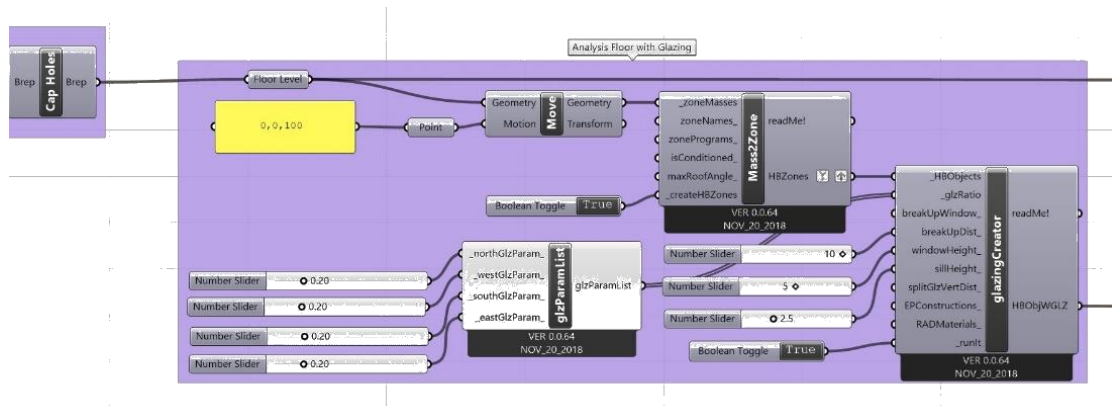 Analysis Floor with Glazing
Brep
Cap Holes
Brep
Floor Level
0,0,100
Point
Geometry
Motion
Move
Geometry
Transform
_zoneMasses
zoneNames_
zonePrograms_
isConditioned_
maxRoofAngle_
_createHBZones
Mass2Zone
readMe!
HBZones
VER 0.0.64
NOV_20_2018
Boolean Toggle True
_HBObjects
_glzRatio
breakUpWindow_
breakUpDist_
windowHeight_
sillHeight_
splitGlzVertDist_
EPConstructions_
RADMaterials_
_runIt
glazingCreator
readMe!
HBObjWGLZ
VER 0.0.64
NOV_20_2018
Number Slider 0.20
Number Slider 0.20
Number Slider 0.20
Number Slider 0.20
_northGlzParam_
_westGlzParam_
_southGlzParam_
_eastGlzParam_
glzParamList
glzParamList
VER 0.0.64
NOV_20_2018
Number Slider 10
Number Slider 5
Number Slider 2.5
Boolean Toggle True